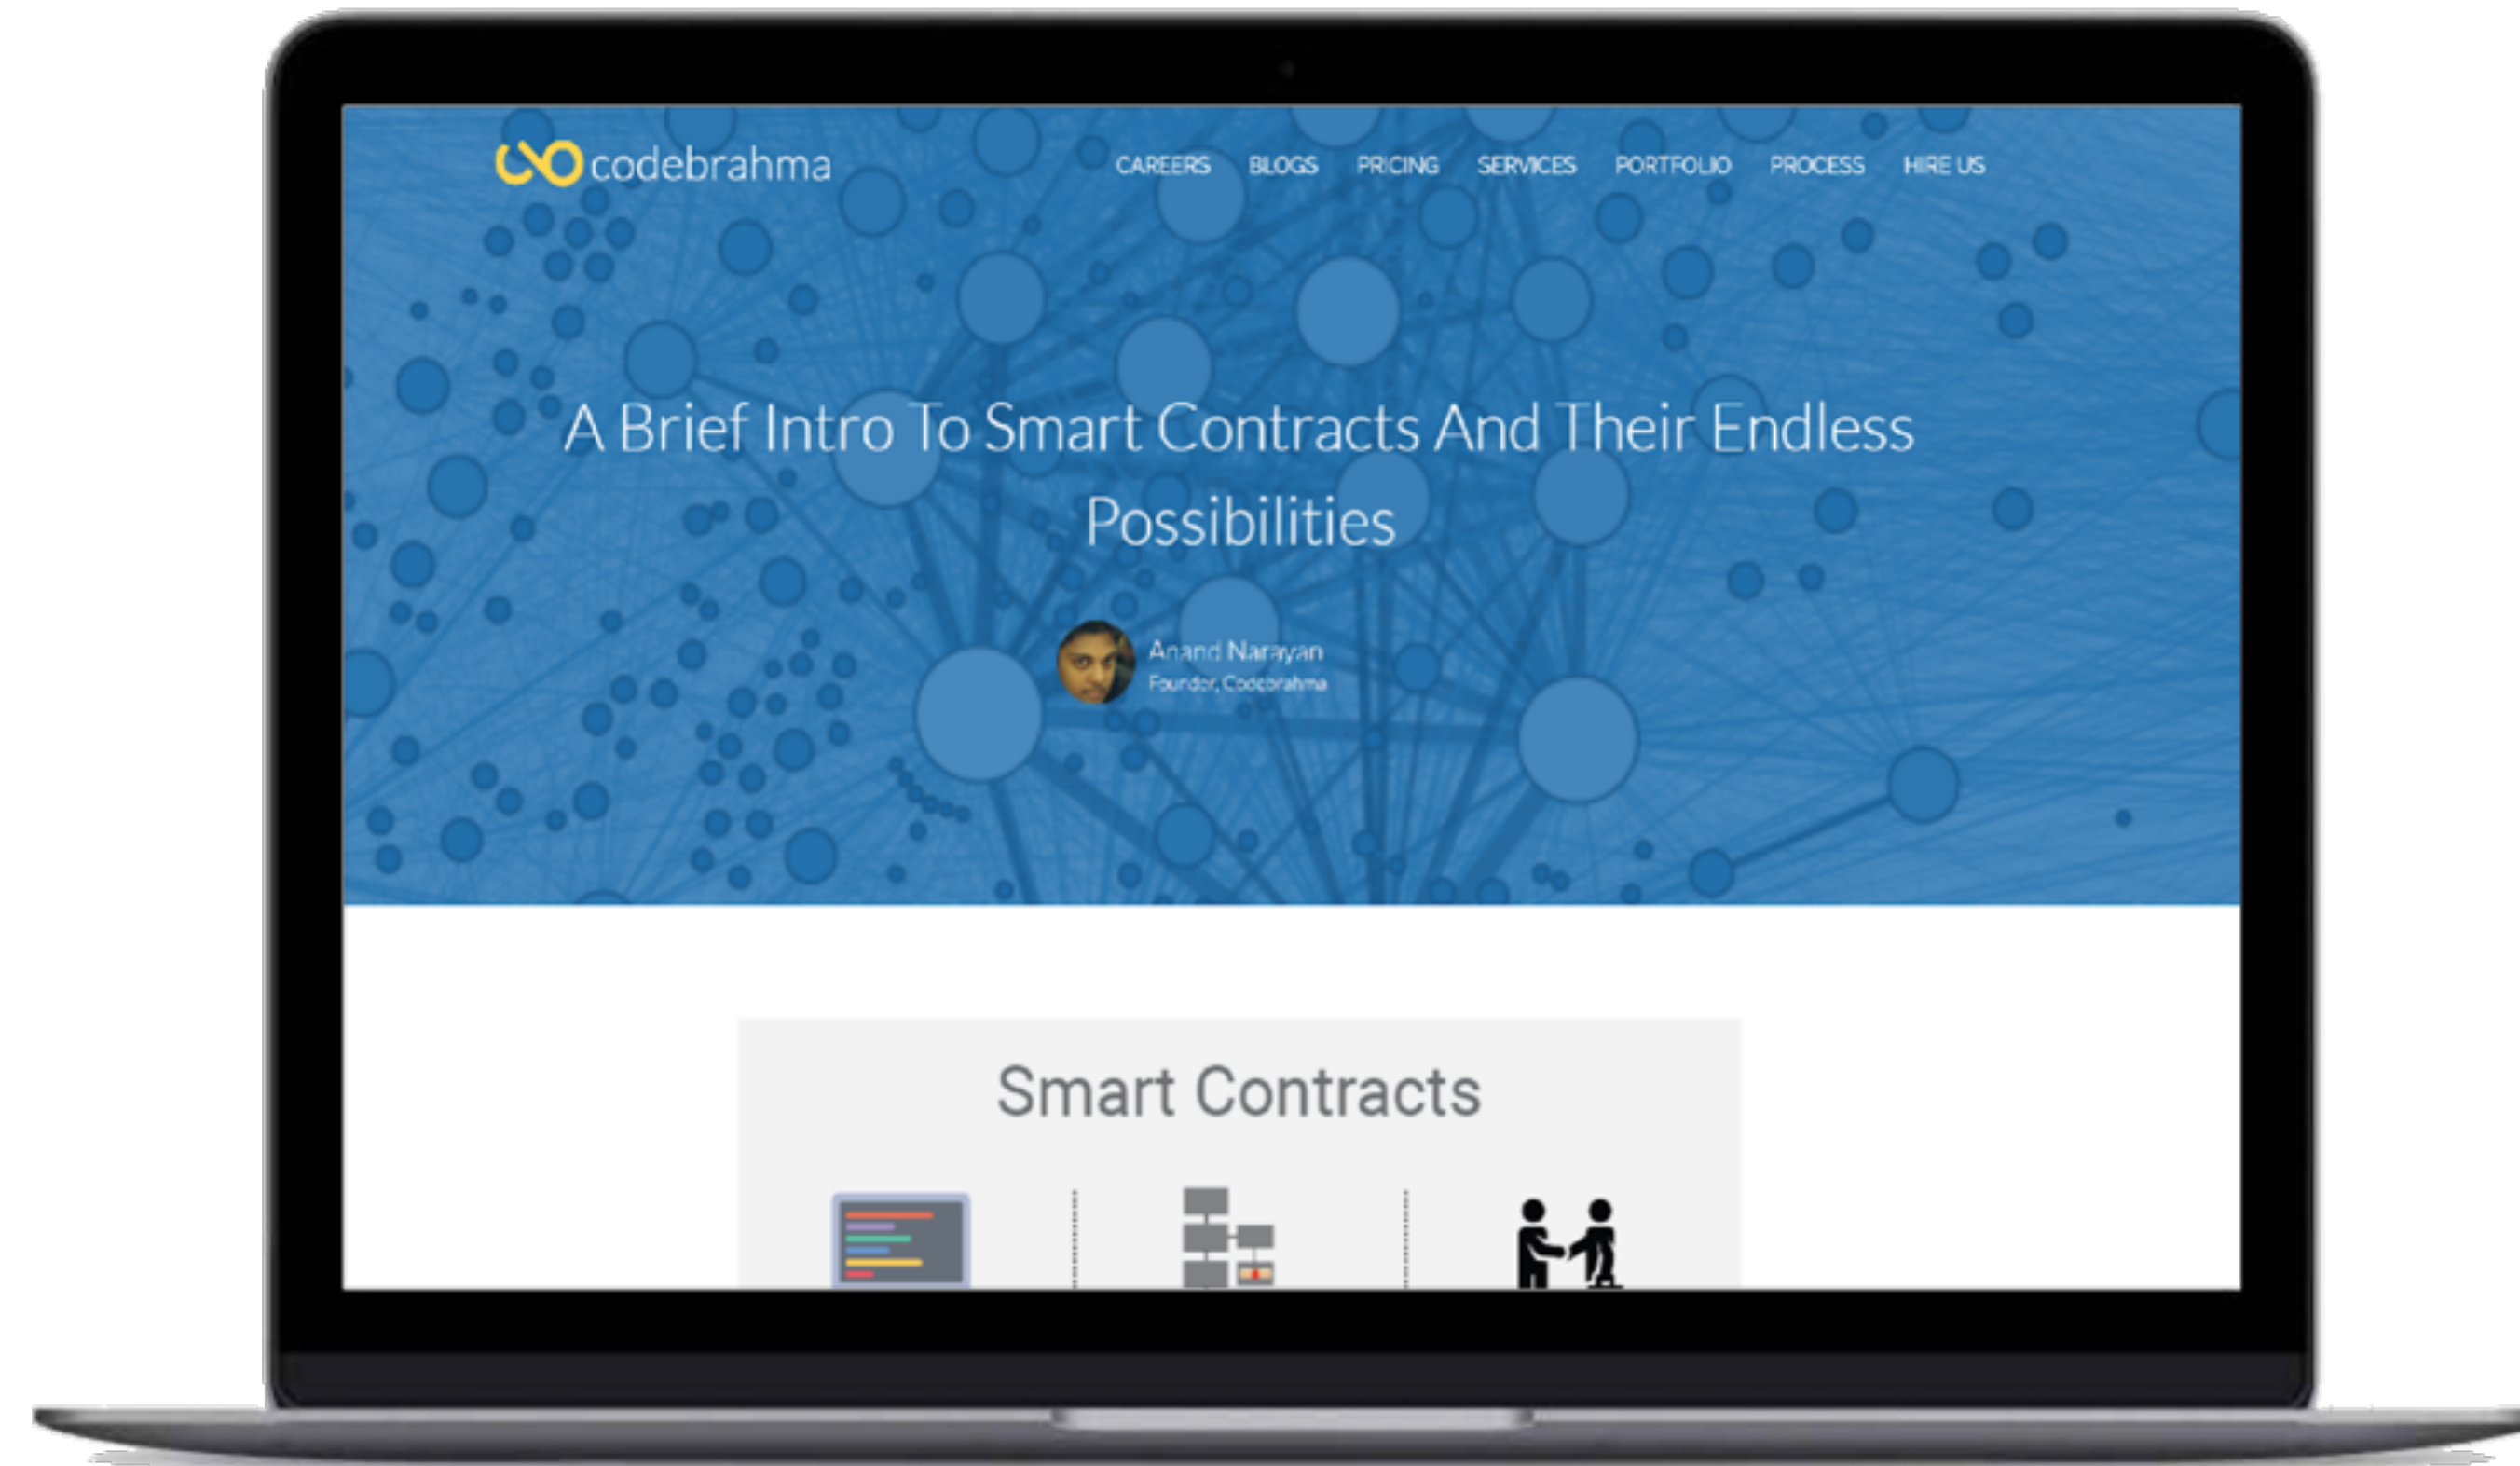 codebrahma
CAREERS BLOGS PRICING SERVICES PORTFOLIO PROCESS HIRE US
A Brief Intro To Smart Contracts And Their Endless
Possibilities
Anand Narayan
Founder, Codebrahma
Smart Contracts